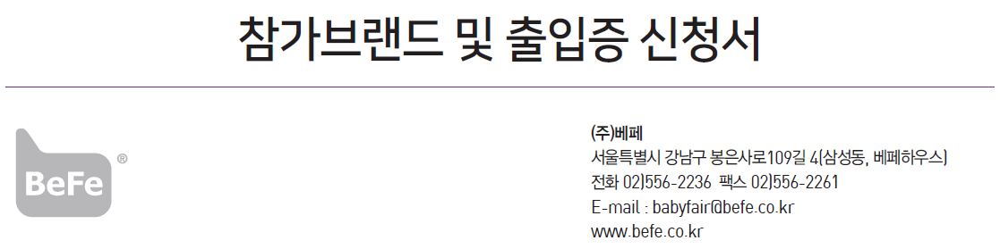 참가브랜드 및 출입증 신청서
BeFe®
(주)베페
서울특별시 강남구 봉은사로109길 4(삼성동, 베페하우스)
전화 02)556-2236 팩스 02)556-2261
E-mail : babyfair@befe.co.kr
www.befe.co.kr